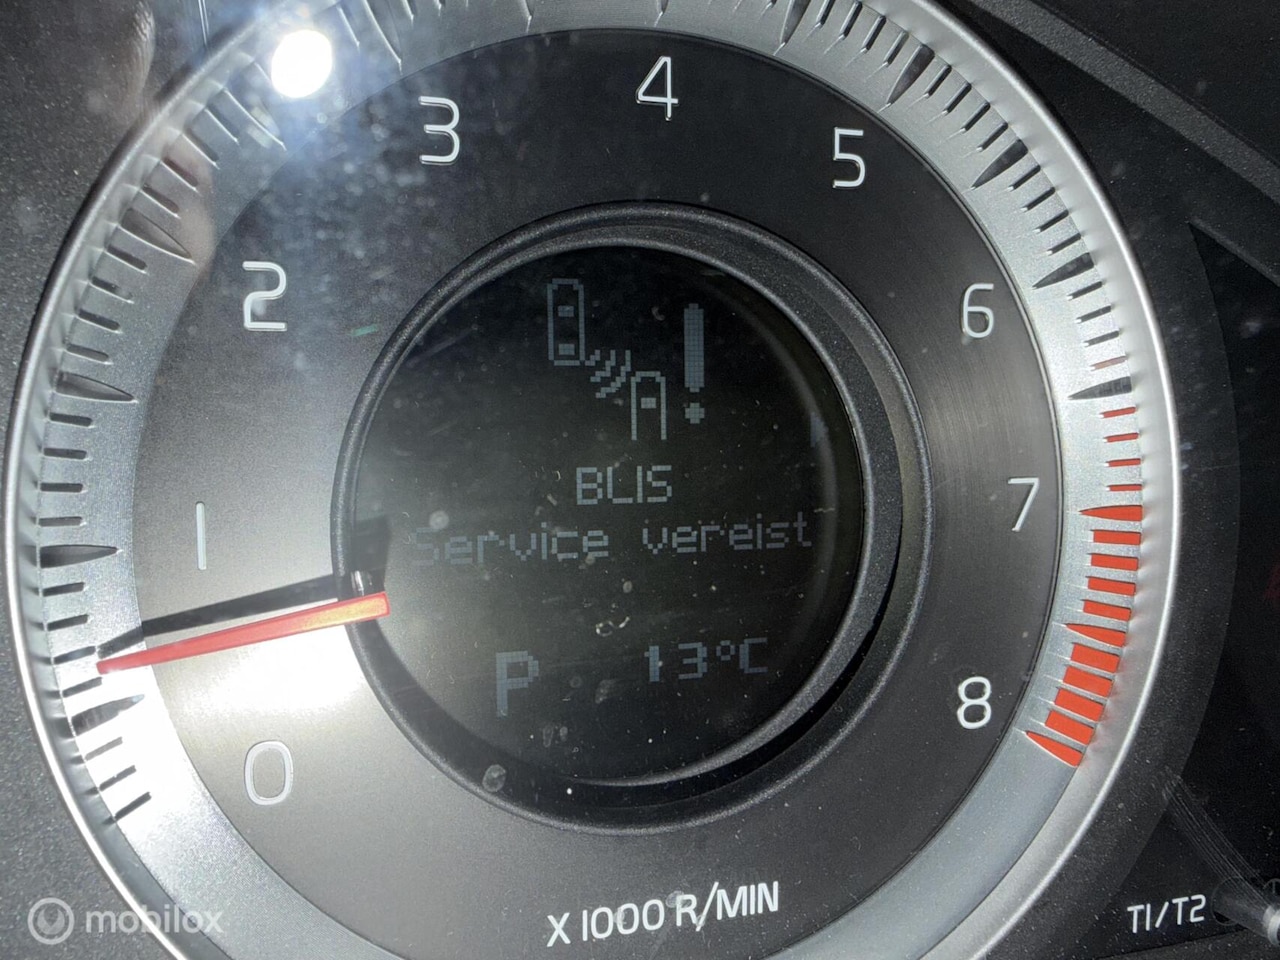 4
3
5
2
6
BLIS
1
7
Service vereist
P 13°C
8
0
X 1000 R/MIN
T1/T2
mobilox